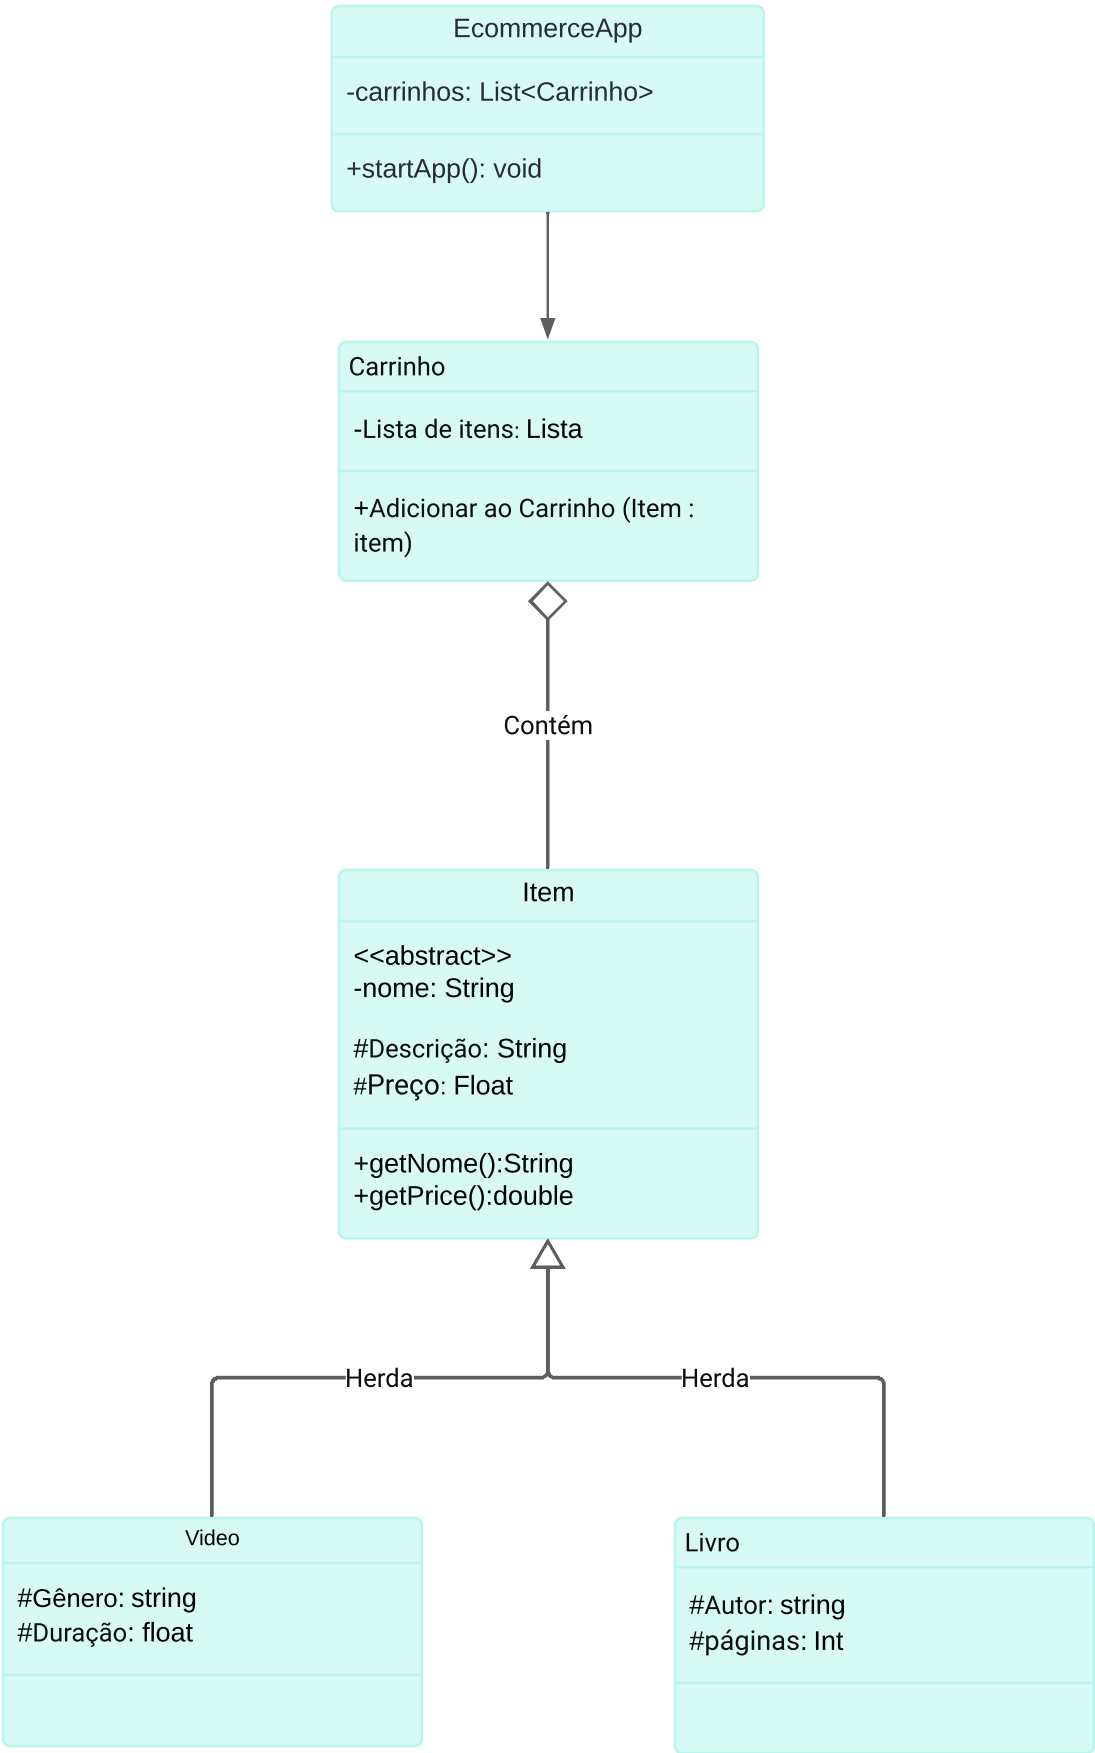 EcommerceApp
-carrinhos: List<Carrinho>
+startApp(): void
Carrinho
-Lista de itens: Lista
+Adicionar ao Carrinho (Item :
item)
Contém
Item
<<abstract>>
-nome: String
#Descrição: String
#Preço: Float
+getNome():String
+getPrice():double
Herda
Herda
Video
#Gênero: string
#Duração: float
Livro
#Autor: string
#páginas: Int